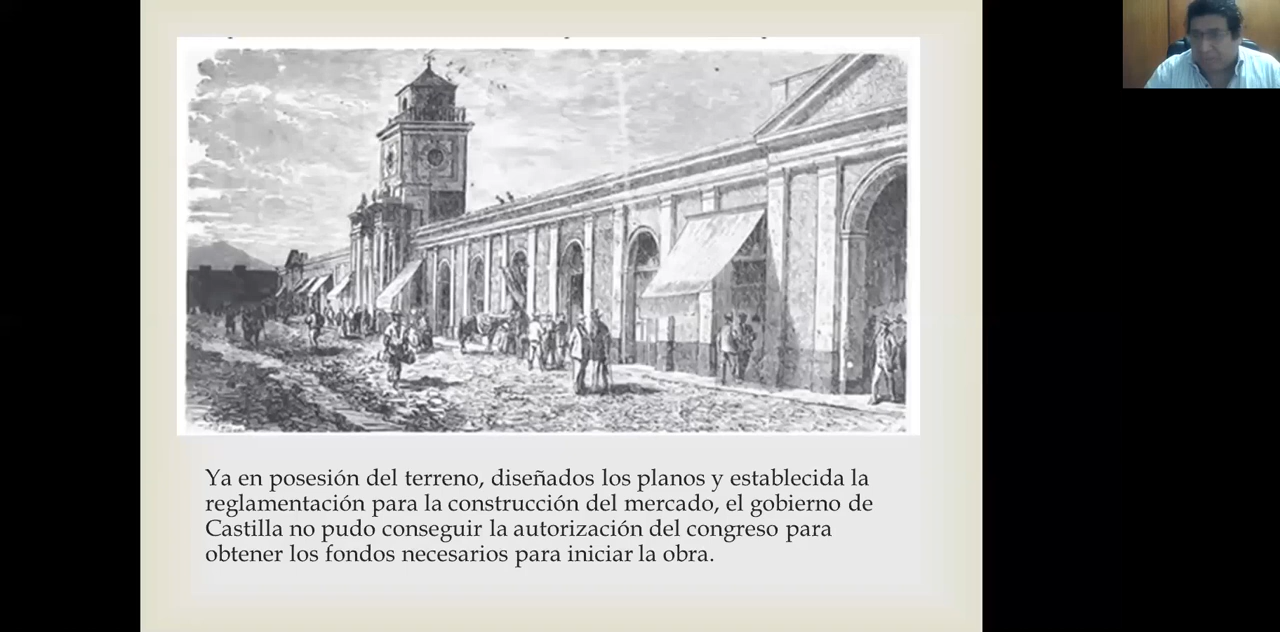 Ya en posesión del terreno, diseñados los planos y establecida la
reglamentación para la construcción del mercado, el gobierno de
Castilla no pudo conseguir la autorización del congreso para
obtener los fondos necesarios para iniciar la obra.